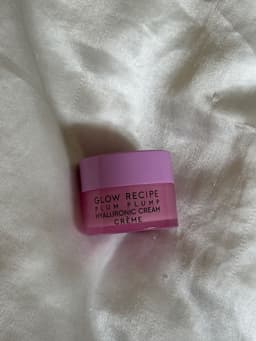 GLOW RECIPE
PLUM PLUMP
HYALURONIC CREAM
CRÈME